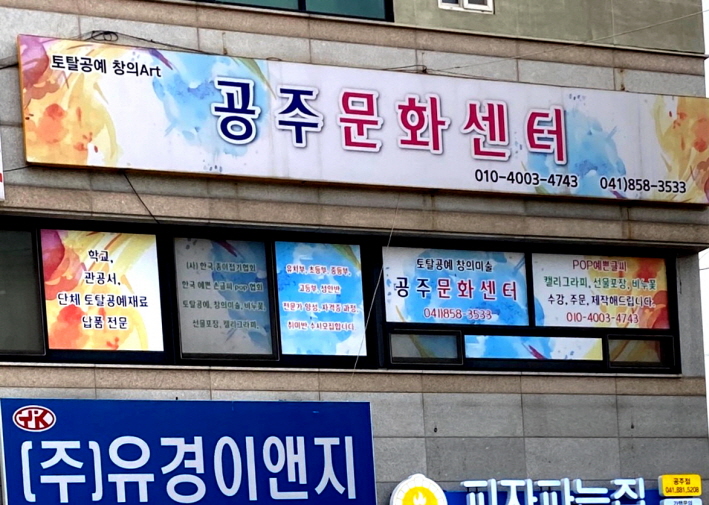 토탈공예 창의Art
공주문화센터
010-4003-4743 041)858-3533
학교,
관공서,
단체 토탈공예재료
납품 전문
(사) 한국 종이접기협회
한국 예쁜 손글씨 pop 협회
토탈공예, 창의미술, 비누꽃
선물포장, 캘리그라피,
유치부, 초등부, 중등부,
고등부, 성인반
전문가 양성, 자격증 과정,
취미반 수시모집합니다
토탈공예 창의미술
공주문화센터
041)858-3533
POP예쁜글씨
캘리그라피, 선물포장, 비누꽃
수강, 주문, 제작해드립니다
010-4003-4743
TPK
(주)유경이앤지
피자파는집
공주점
041.881.5208